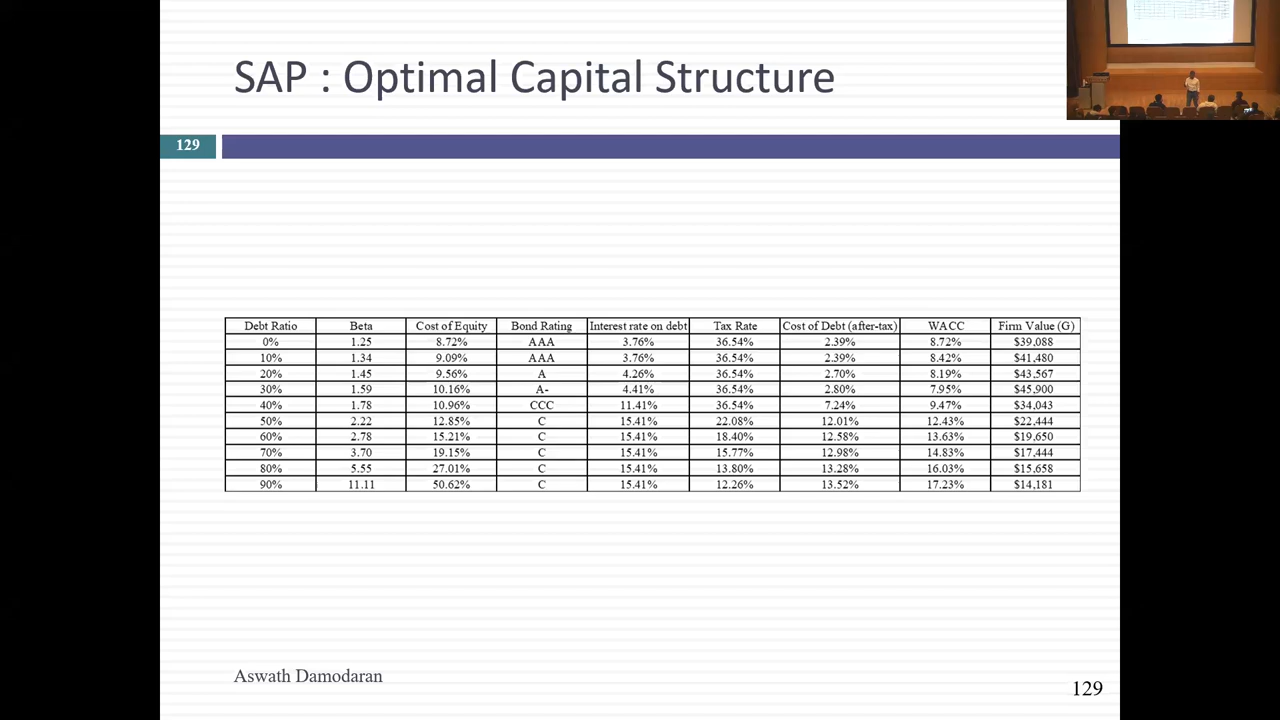 SAP : Optimal Capital Structure
129
Debt Ratio Beta Cost of Equity Bond Rating Interest rate on debt Tax Rate Cost of Debt (after-tax) WACC Firm Value (G)
0% 1.25 8.72% AAA 3.76% 36.54% 2.39% 8.72% $39,088
10% 1.34 9.09% AAA 3.76% 36.54% 2.39% 8.42% $41,480
20% 1.45 9.56% A 4.26% 36.54% 2.70% 8.19% $43,567
30% 1.59 10.16% A- 4.41% 36.54% 2.80% 7.95% $45,900
40% 1.78 10.96% CCC 11.41% 36.54% 7.24% 9.47% $34,043
50% 2.22 12.85% C 15.41% 22.08% 12.01% 12.43% $22,444
60% 2.78 15.21% C 15.41% 18.40% 12.58% 13.63% $19,650
70% 3.70 19.15% C 15.41% 15.77% 12.98% 14.83% $17,444
80% 5.55 27.01% C 15.41% 13.80% 13.28% 16.03% $15,658
90% 11.11 50.62% C 15.41% 12.26% 13.52% 17.23% $14,181
Aswath Damodaran
129